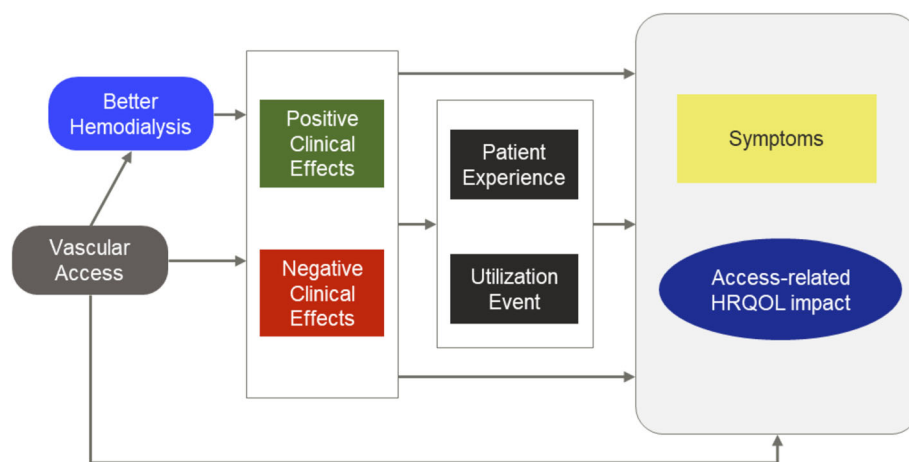 Better
Hemodialysis
Vascular
Access
Positive
Clinical
Effects
Negative
Clinical
Effects
Patient
Experience
Utilization
Event
Symptoms
Access-related
HRQOL impact